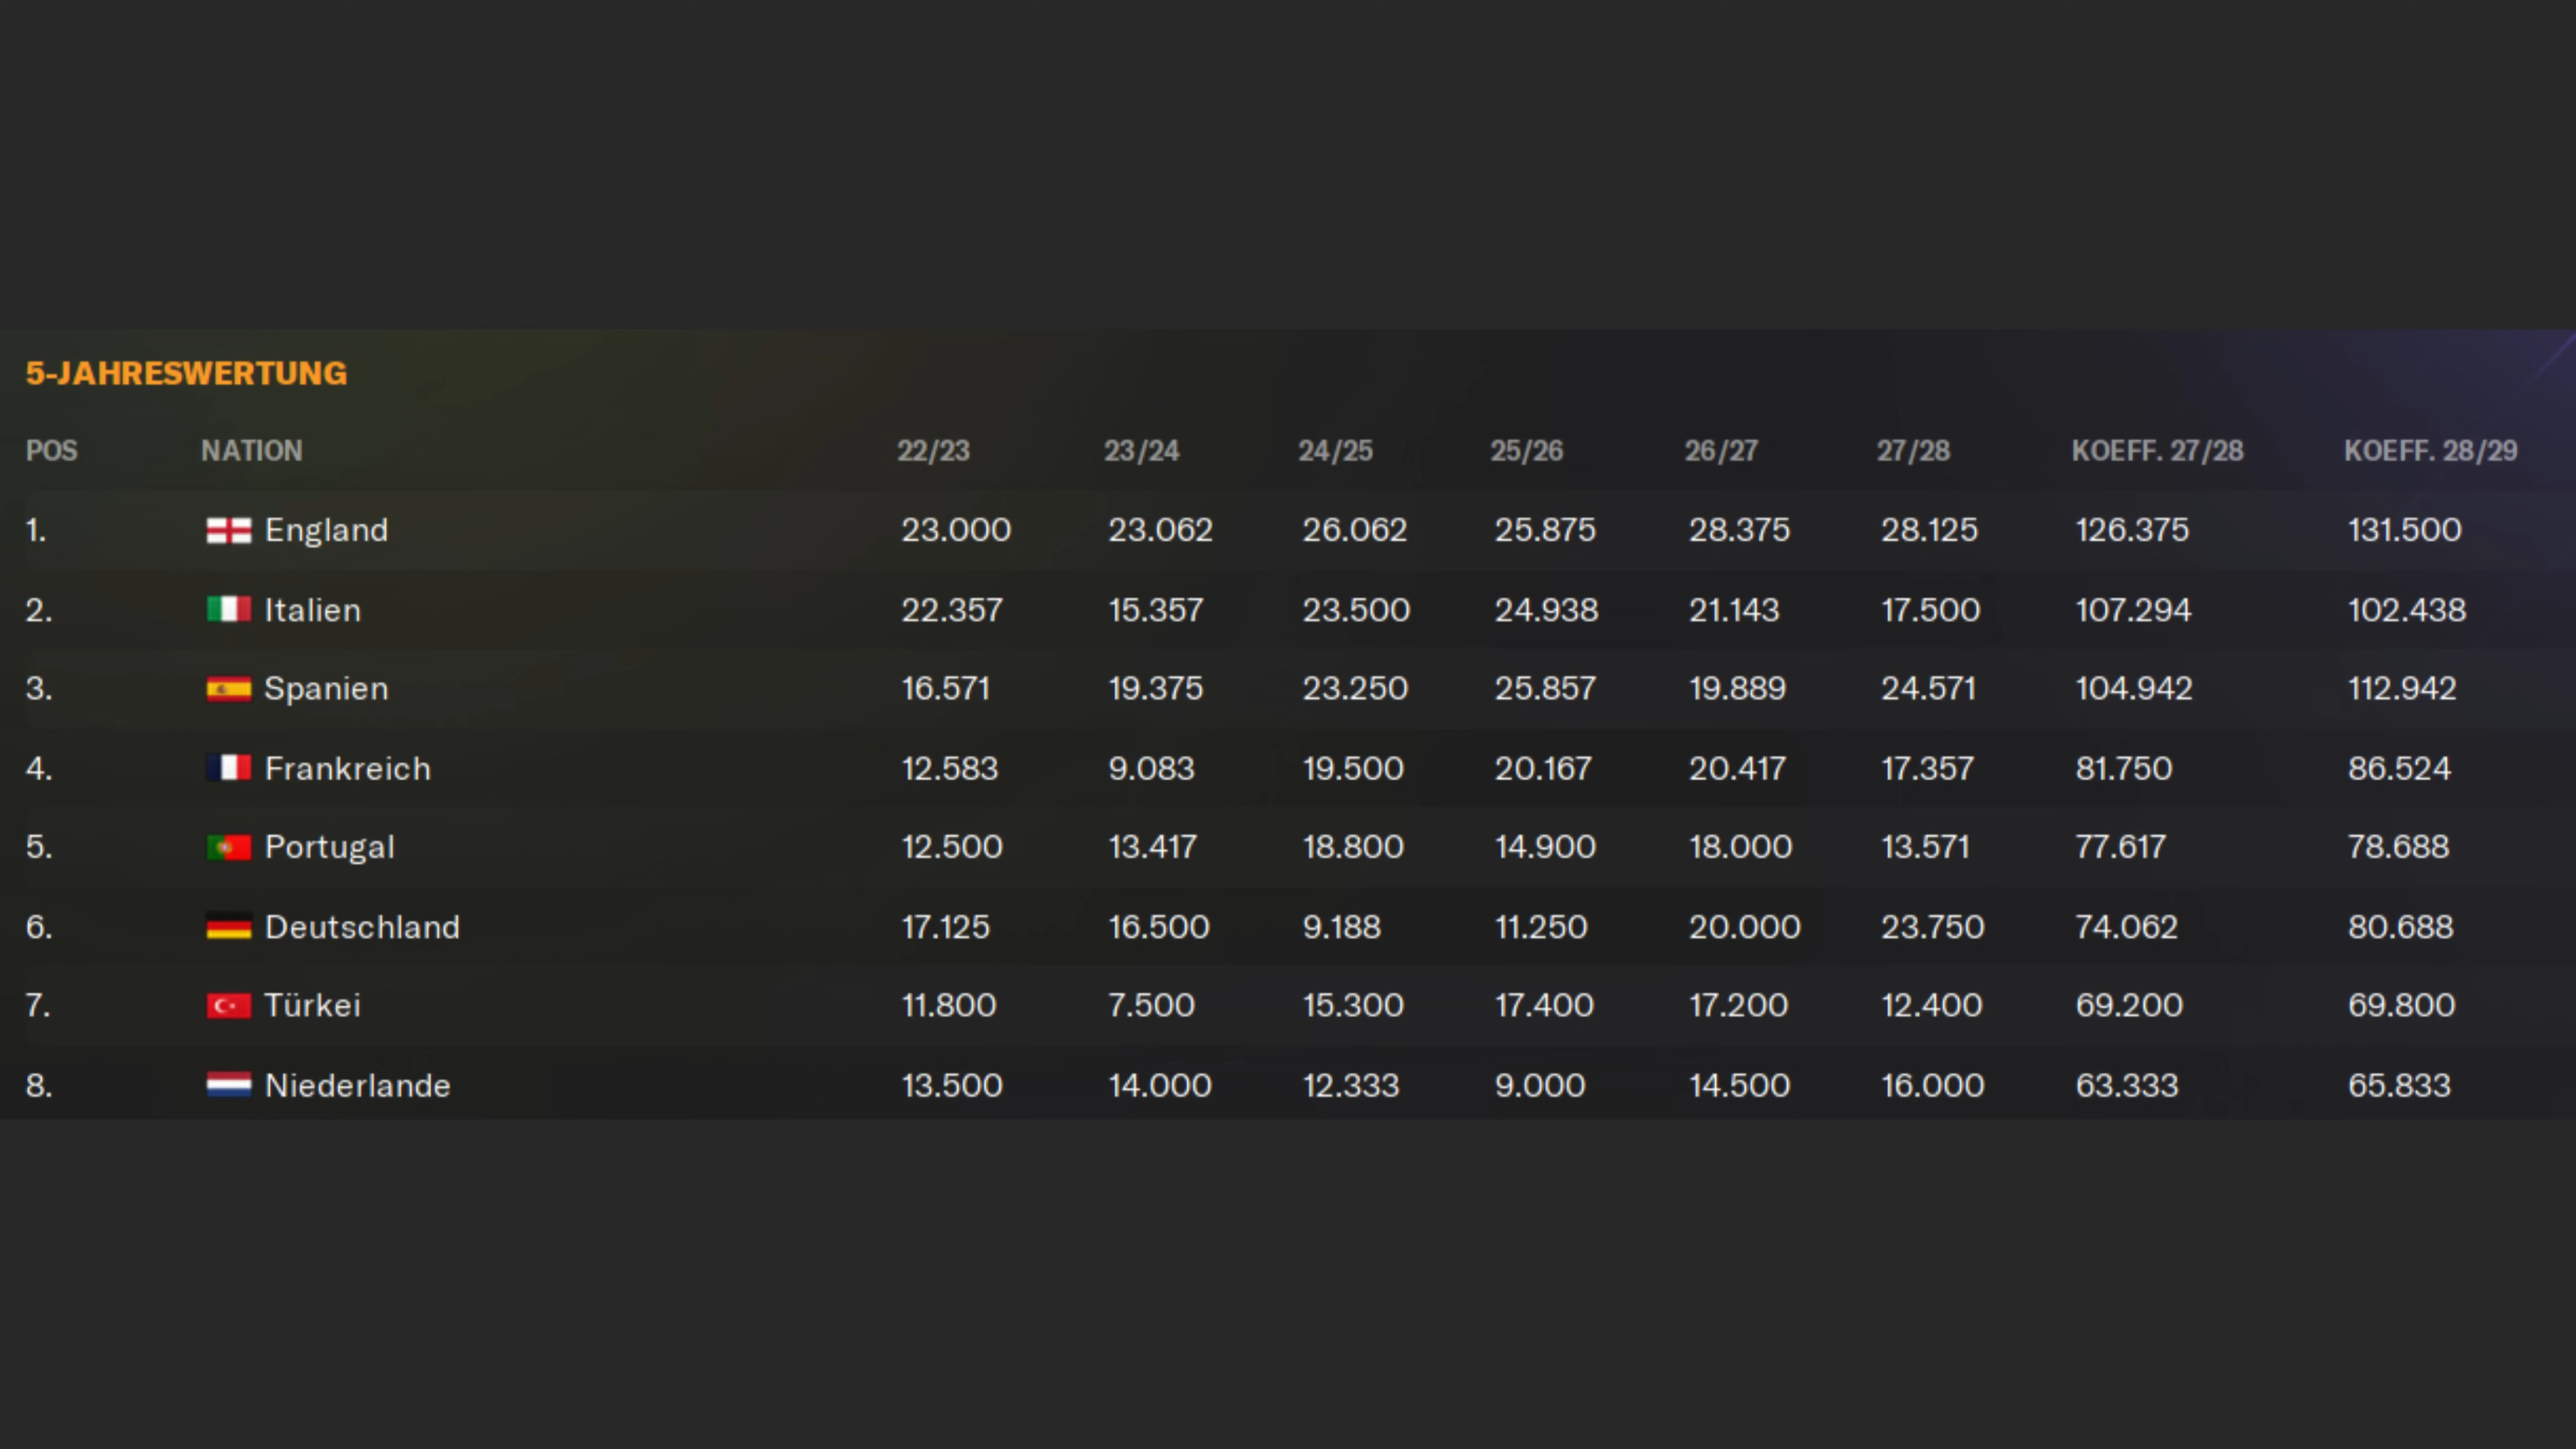 5-JAHRESWERTUNG
POS NATION 22/23 23/24 24/25 25/26 26/27 27/28 KOEFF. 27/28 KOEFF. 28/29
1. England 23.000 23.062 26.062 25.875 28.375 28.125 126.375 131.500
2. Italien 22.357 15.357 23.500 24.938 21.143 17.500 107.294 102.438
3. Spanien 16.571 19.375 23.250 25.857 19.889 24.571 104.942 112.942
4. Frankreich 12.583 9.083 19.500 20.167 20.417 17.357 81.750 86.524
5. Portugal 12.500 13.417 18.800 14.900 18.000 13.571 77.617 78.688
6. Deutschland 17.125 16.500 9.188 11.250 20.000 23.750 74.062 80.688
7. Türkei 11.800 7.500 15.300 17.400 17.200 12.400 69.200 69.800
8. Niederlande 13.500 14.000 12.333 9.000 14.500 16.000 63.333 65.833